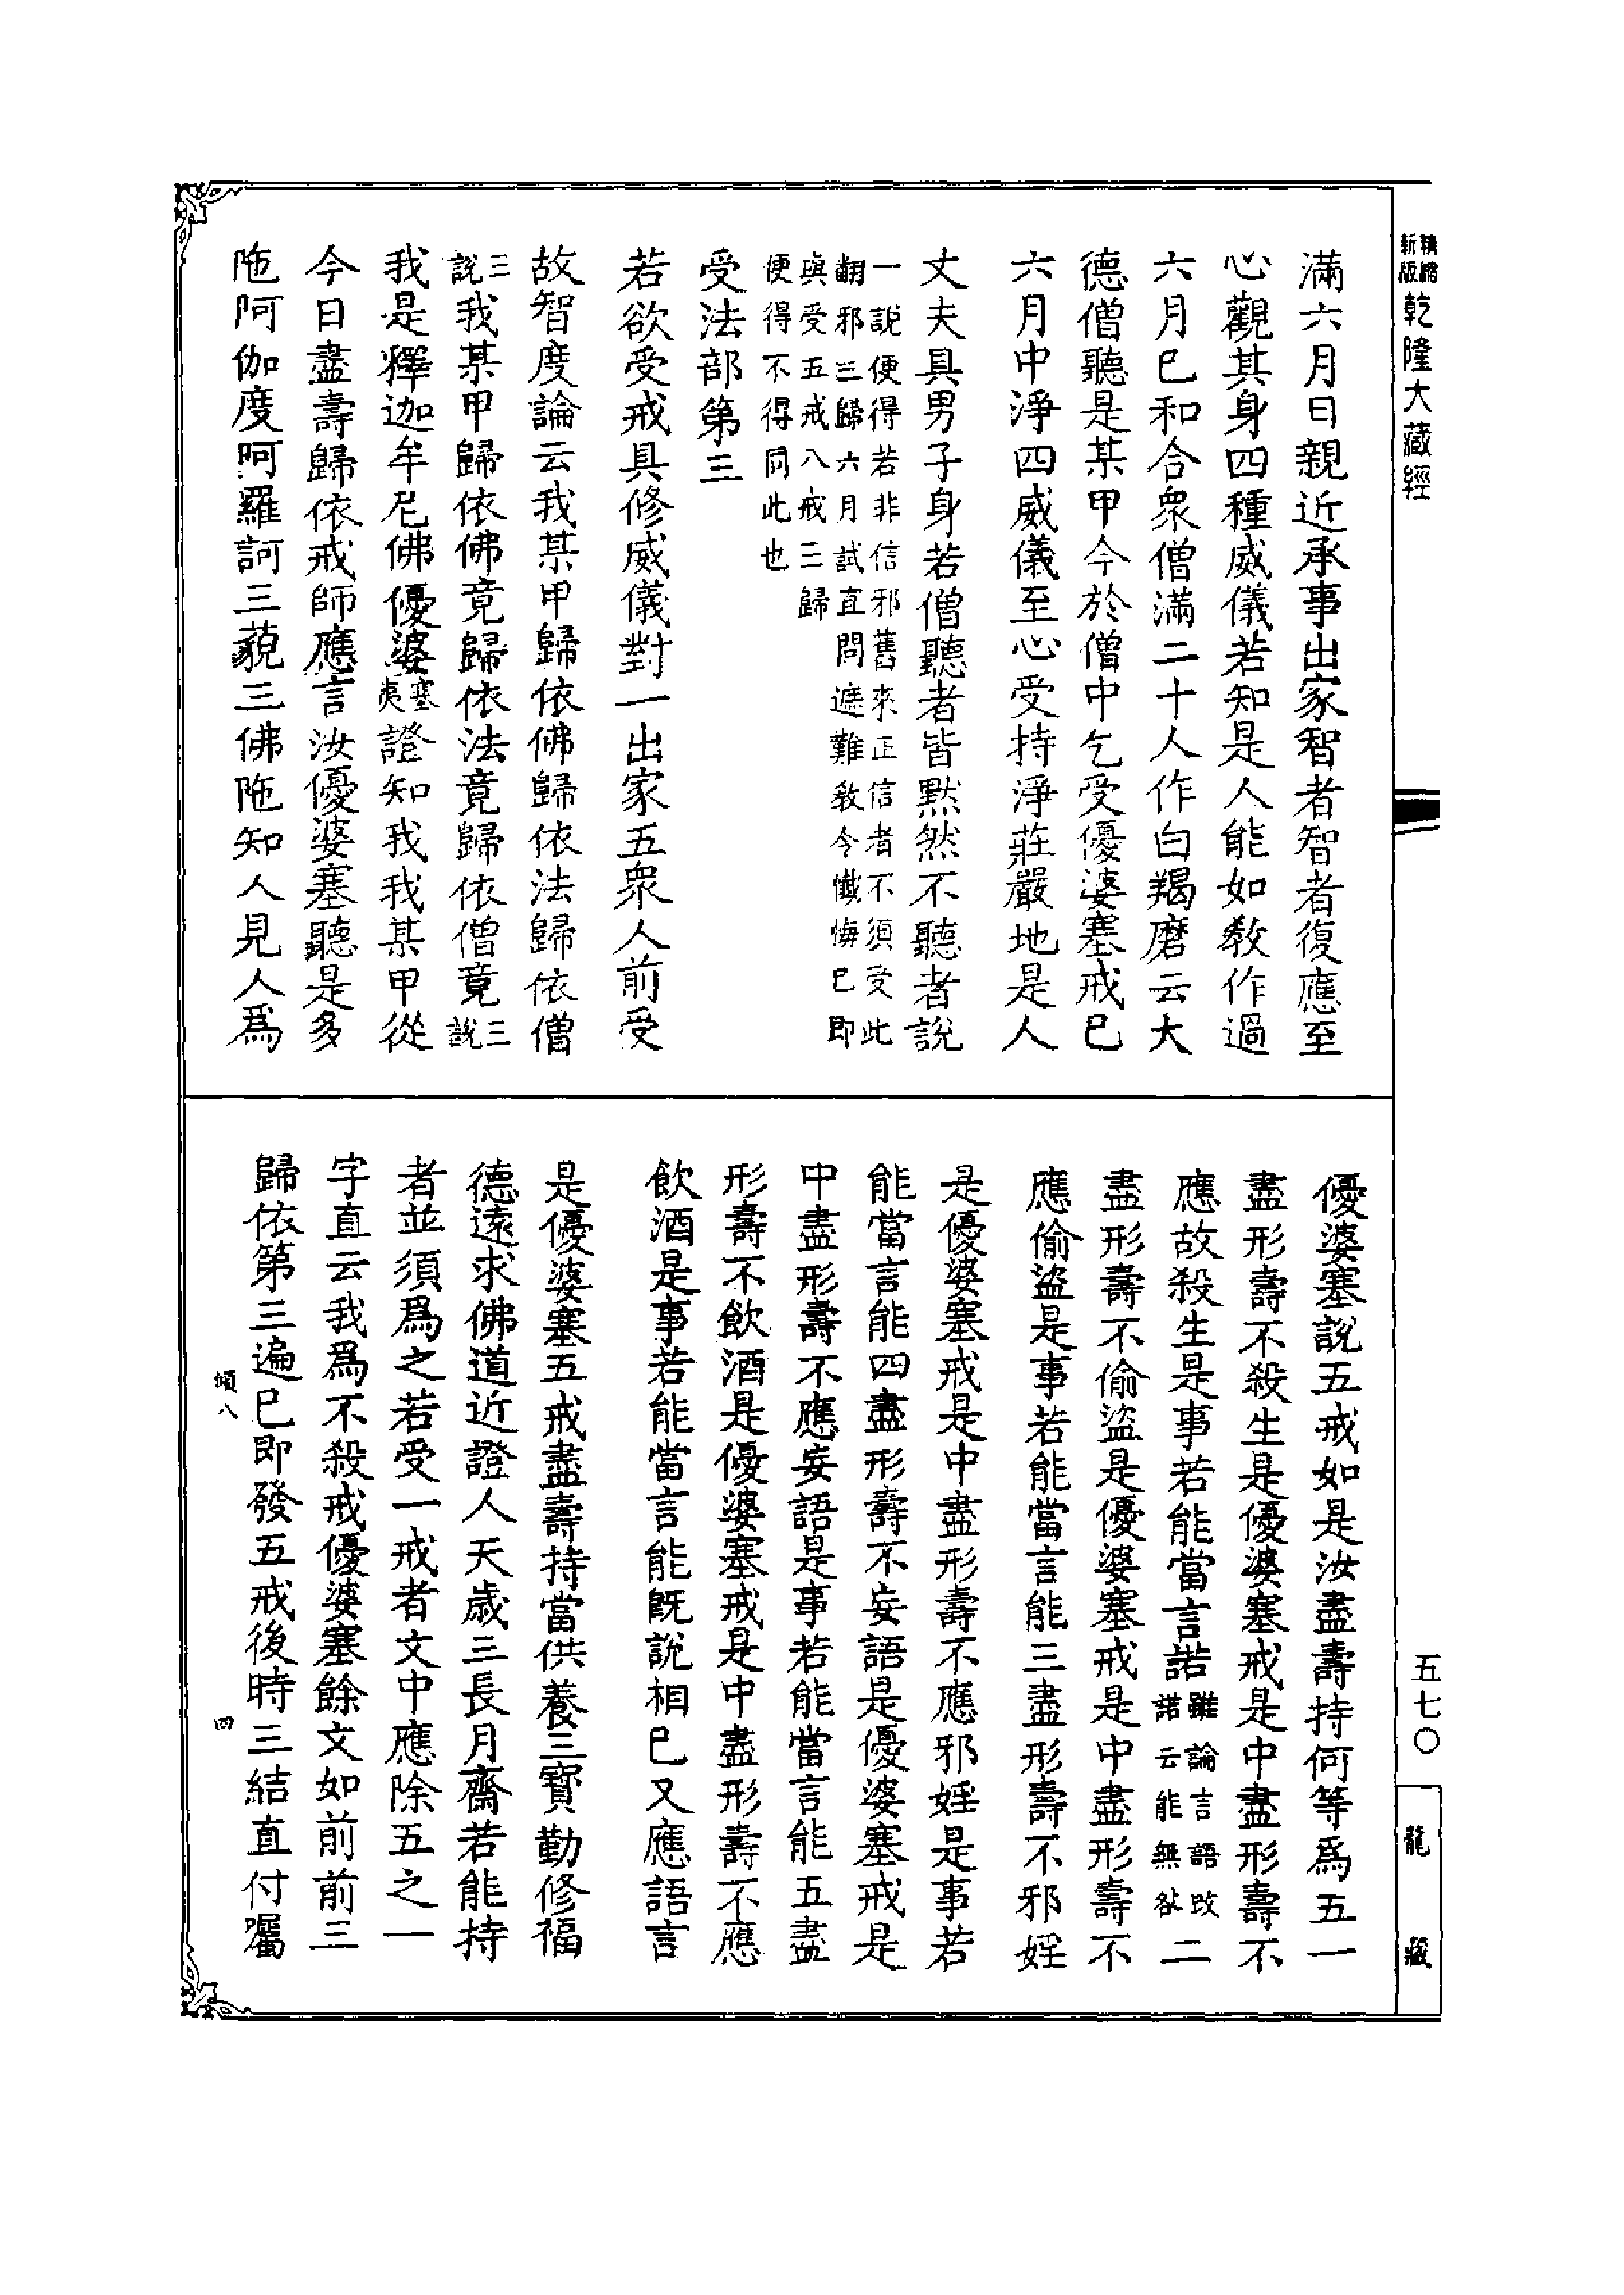 精縮
新版
乾隆大藏經
滿六月日親近承事出家智者智者復應至
心觀其身四種威儀若知是人能如教作過
六月已和合衆僧滿二十人作白羯磨云大
德僧聽是某甲今於僧中乞受優婆塞戒已
六月中淨四威儀至心受持淨莊嚴地是人
丈夫具男子身若僧聽者皆默然不聽者說
一說便得若非信邪舊來正信者不須受此
翻邪三歸六月試直問遮難教令懺悔已即
與受五戒八戒三歸
便得不得同此也
受法部第三
若欲受戒具修威儀對一出家五衆人前受
故智度論云我某甲歸依佛歸依法歸依僧
三說我某甲歸依佛竟歸依法竟歸依僧竟三說
我是釋迦牟尼佛優婆塞夷證知我我某甲從
今日盡壽歸依戒師應言汝優婆塞聽是多
陁阿伽度阿羅訶三藐三佛陁知人見人爲
優婆塞說五戒如是汝盡壽持何等爲五一
盡形壽不殺生是優婆塞戒是中盡形壽不
應故殺生是事若能當言諾雖論言語改諾云能無咎二
盡形壽不偷盜是優婆塞戒是中盡形壽不
應偷盜是事若能當言能三盡形壽不邪婬
是優婆塞戒是中盡形壽不應邪婬是事若
能當言能四盡形壽不妄語是優婆塞戒是
中盡形壽不應妄語是事若能當言能五盡
形壽不飲酒是優婆塞戒是中盡形壽不應
飲酒是事若能當言能既說相已又應語言
是優婆塞五戒盡壽持當供養三寶勤修福
德遠求佛道近證人天歲三長月齋若能持
者並須爲之若受一戒者文中應除五之一
字直云我爲不殺戒優婆塞餘文如前前三
歸依第三遍已即發五戒後時三結直付囑
傾八
四
五七〇
龍藏